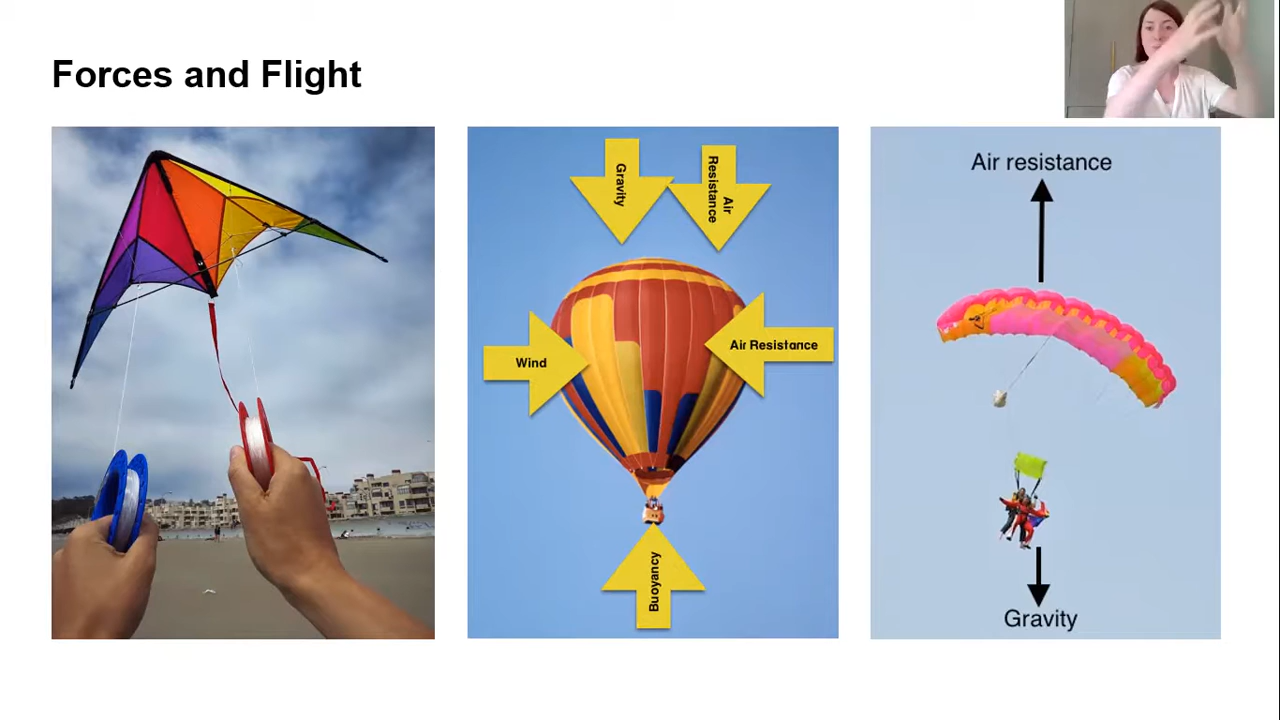 Forces and Flight
Gravity
Air
Resistance
Wind
Air Resistance
Buoyancy
Air resistance
Gravity